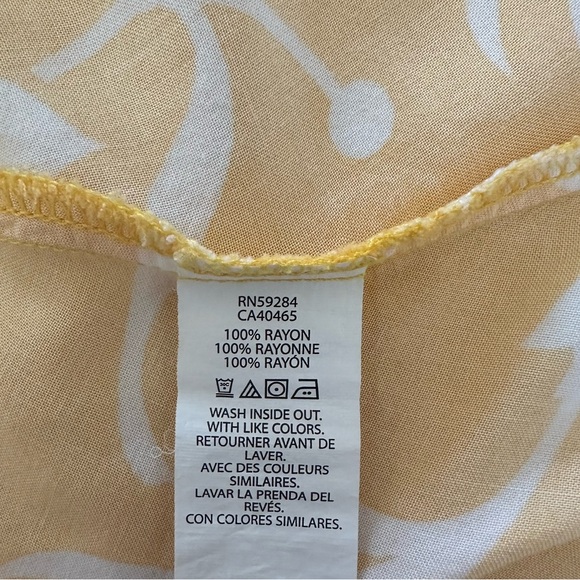 RN59284
CA40465
100% RAYON
100% RAYONNE
100% RAYÓN
WASH INSIDE OUT.
WITH LIKE COLORS.
RETOURNER AVANT DE
LAVER.
AVEC DES COULEURS
SIMILAIRES.
LAVAR LA PRENDA DEL
REVÉS.
CON COLORES SIMILARES.